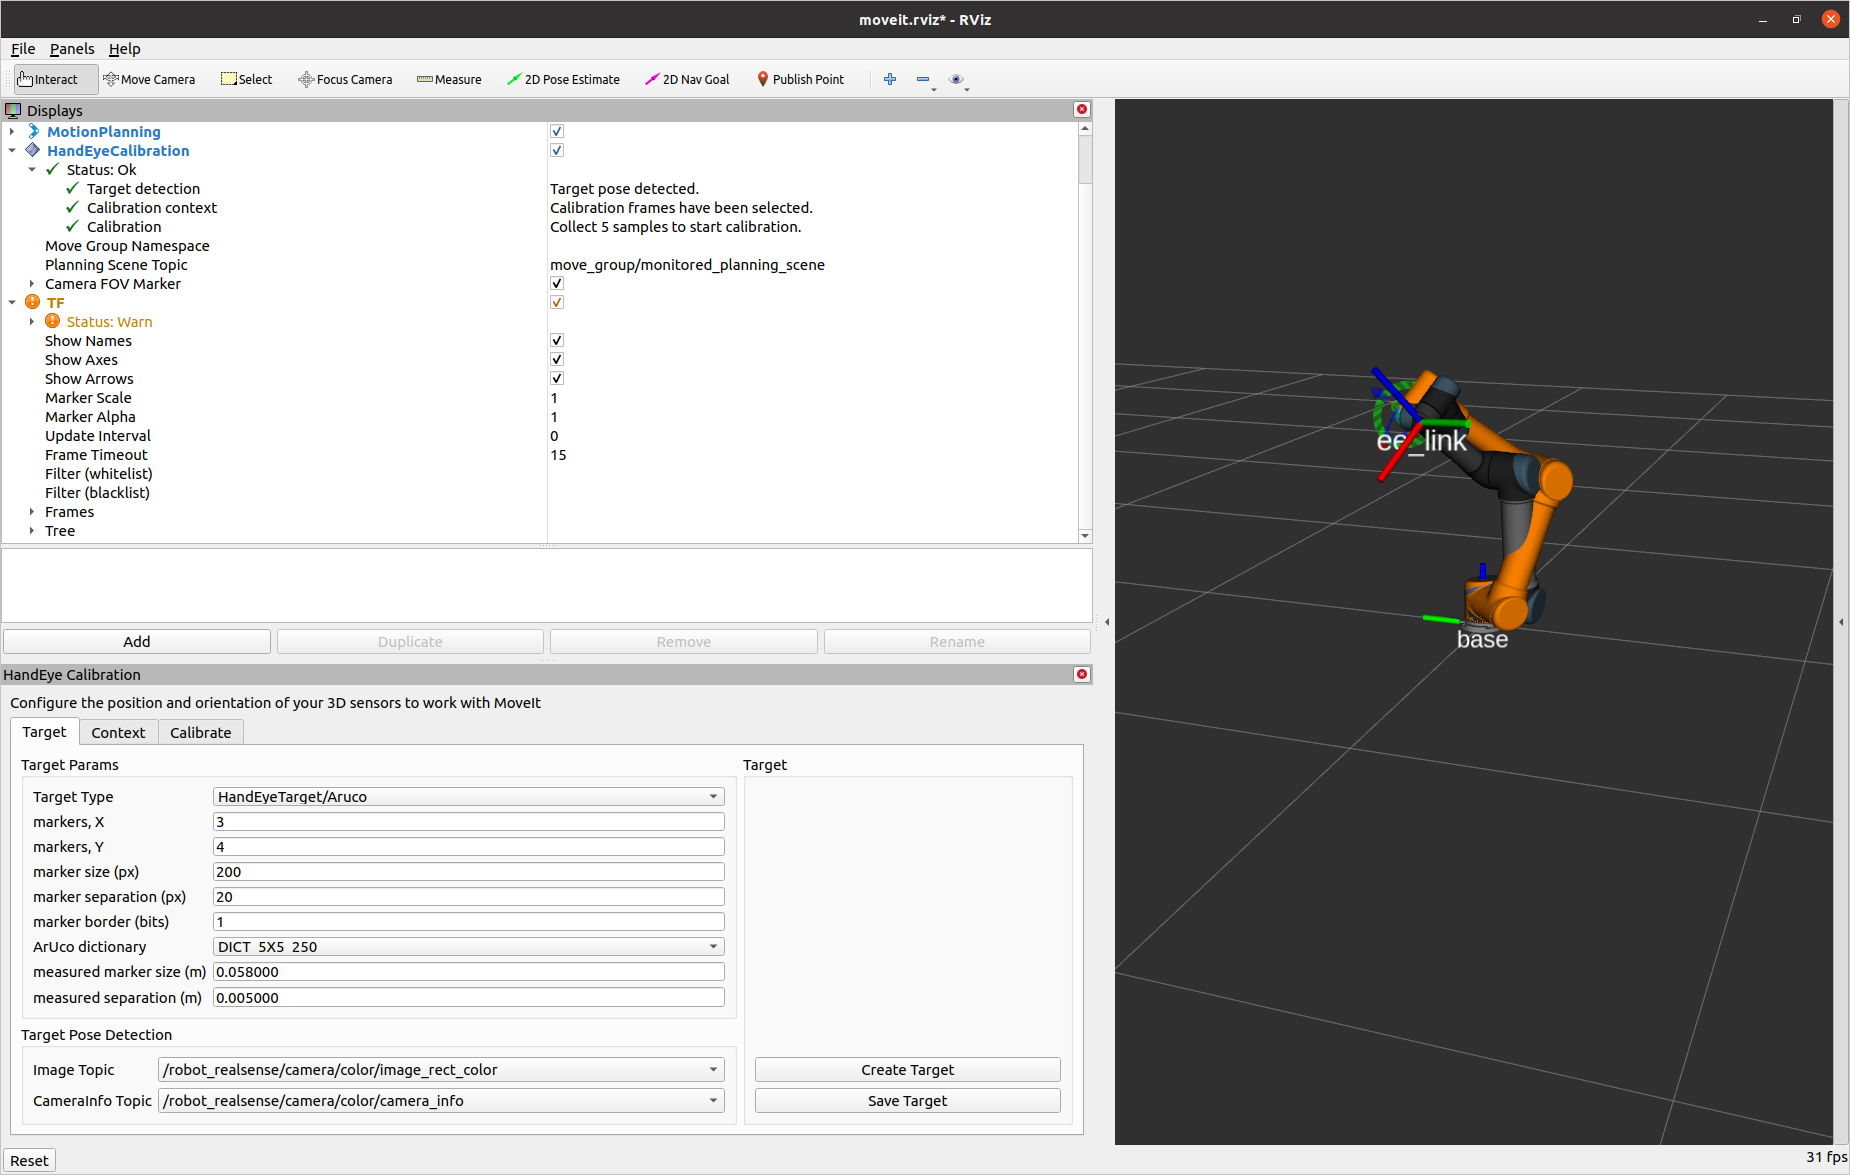 moveit.rviz* - RViz
File Panels Help
Interact Move Camera Select Focus Camera Measure 2D Pose Estimate 2D Nav Goal Publish Point
Displays
MotionPlanning
HandEyeCalibration
Status: Ok
Target detection Target pose detected.
Calibration context Calibration frames have been selected.
Calibration Collect 5 samples to start calibration.
Move Group Namespace
Planning Scene Topic move_group/monitored_planning_scene
Camera FOV Marker
TF
Status: Warn
Show Names
Show Axes
Show Arrows
Marker Scale 1
Marker Alpha 1
Update Interval 0
Frame Timeout 15
Filter (whitelist)
Filter (blacklist)
Frames
Tree
Add Duplicate Remove Rename
HandEye Calibration
Configure the position and orientation of your 3D sensors to work with MoveIt
Target Context Calibrate
Target Params
Target Type HandEyeTarget/Aruco
markers, X 3
markers, Y 4
marker size (px) 200
marker separation (px) 20
marker border (bits) 1
ArUco dictionary DICT_5X5_250
measured marker size (m) 0.058000
measured separation (m) 0.005000
Target Pose Detection
Image Topic /robot_realsense/camera/color/image_rect_color
CameraInfo Topic /robot_realsense/camera/color/camera_info
Target
Create Target
Save Target
Reset
ee_link
base
31 fps